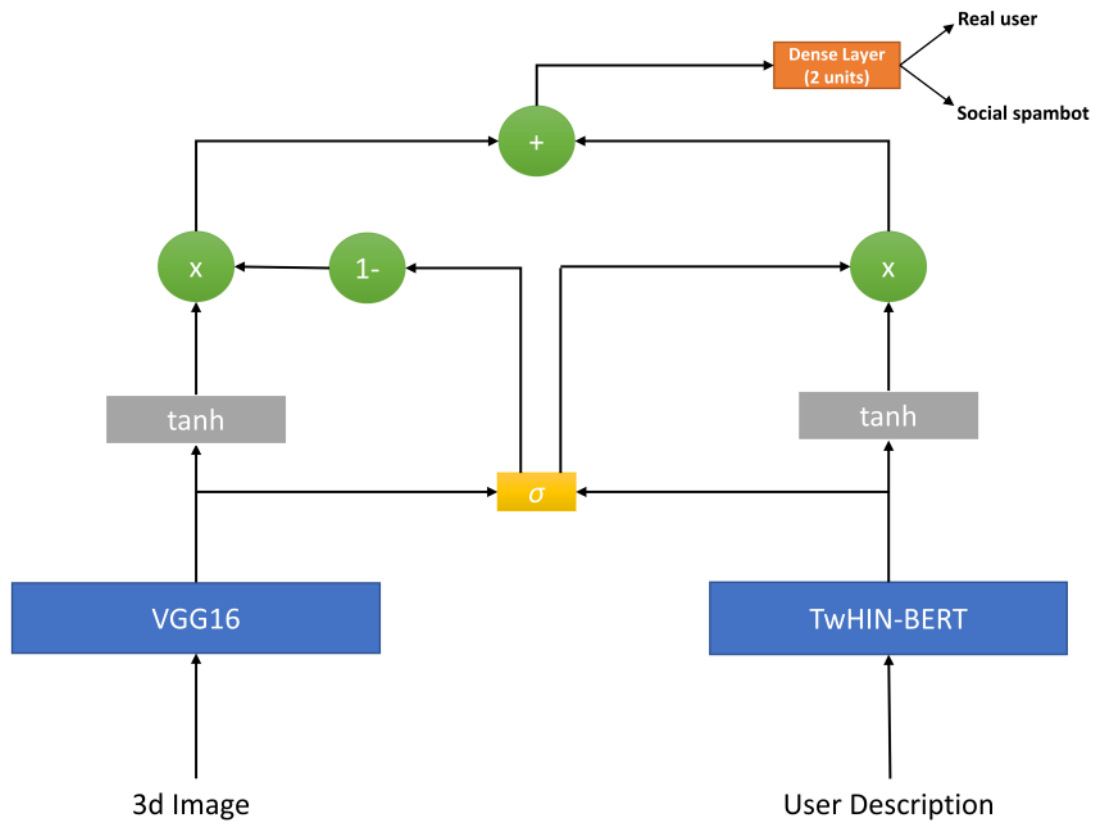 Real user
Dense Layer
(2 units)
Social spambot
+
x
1-
x
tanh
tanh
σ
VGG16
TwHIN-BERT
3d Image
User Description